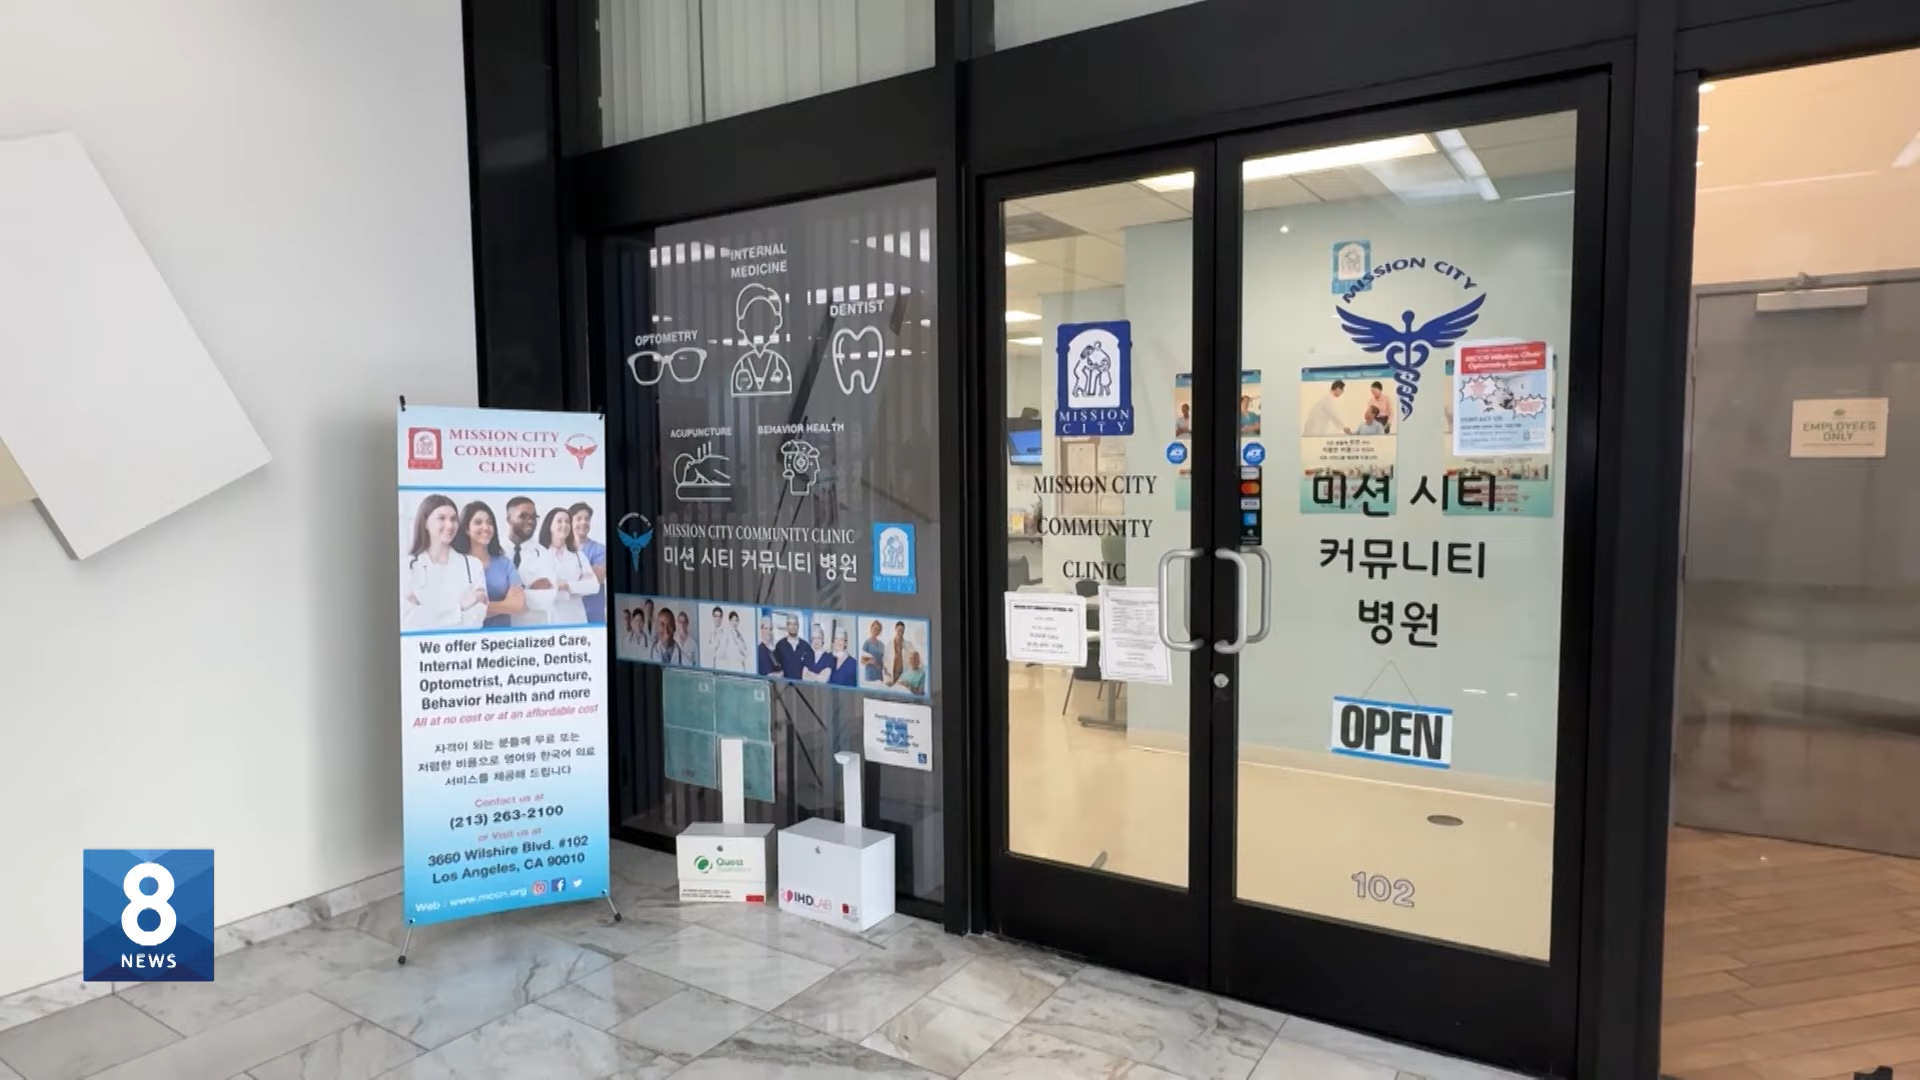 INTERNAL
MEDICINE
DENTIST
OPTOMETRY
ACUPUNCTURE
BEHAVIOR HEALTH
MISSION CITY COMMUNITY CLINIC
미션 시티 커뮤니티 병원
MISSION CITY
COMMUNITY
CLINIC
We offer Specialized Care,
Internal Medicine, Dentist,
Optometrist, Acupuncture,
Behavior Health and more
All at no cost or at an affordable cost
자격이 되는 분들께 무료 또는
저렴한 비용으로 영어와 한국어 의료
서비스를 제공해 드립니다
Contact us at
(213) 263-2100
or Visit us at
3660 Wilshire Blvd. #102
Los Angeles, CA 90010
Web : www.mccn.org
Quest
IHDLAB
MISSION
CITY
MISSION CITY
COMMUNITY
CLINIC
MISSION CITY
미션 시티
커뮤니티
병원
OPEN
102
EMPLOYEES
ONLY
8
NEWS